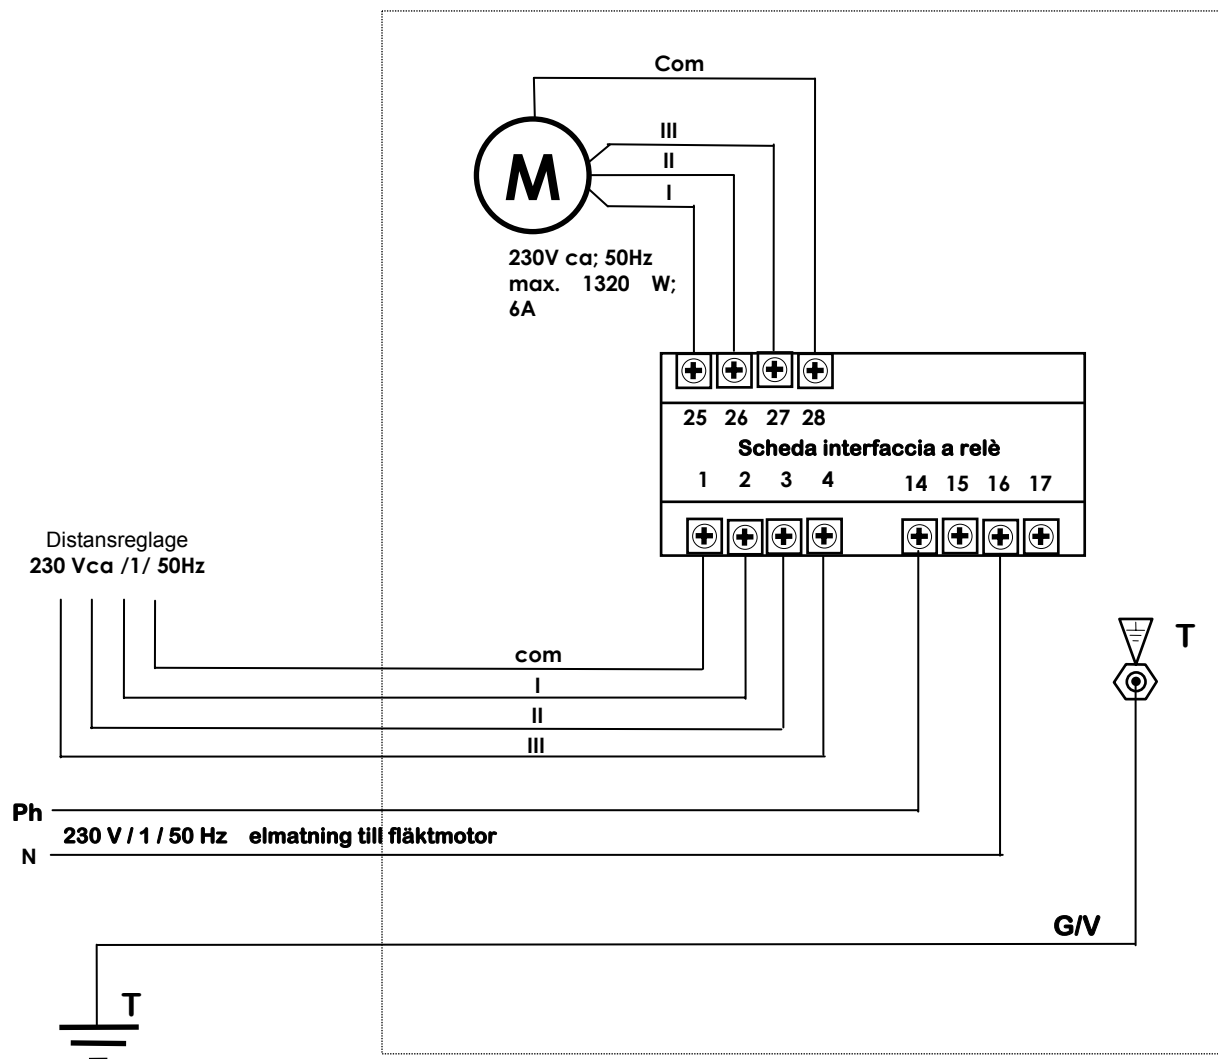 Com
III
II
I
M
230V ca; 50Hz
max. 1320 W;
6A
25 26 27 28
Scheda interfaccia a relè
1 2 3 4 14 15 16 17
Distansreglage
230 Vca /1/ 50Hz
T
com
I
II
III
Ph
230 V / 1 / 50 Hz elmatning till fläktmotor
N
G/V
T